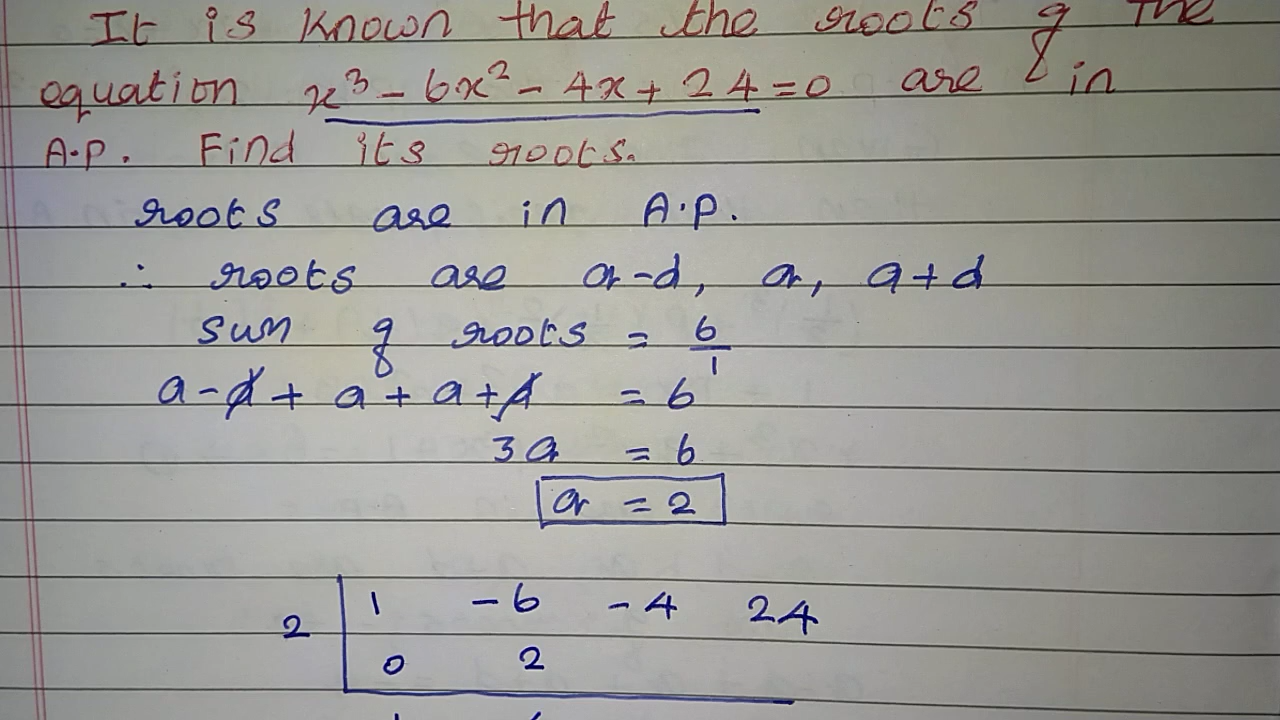 It is known that the roots of the
equation x³ - 6x² - 4x + 24 = 0 are in
A.P. Find its roots.
roots are in A.P.
∴ roots are a-d, a, a+d
sum of roots = 6/1
a - d + a + a + d = 6
3a = 6
a = 2
2 | 1 -6 -4 24
0 2